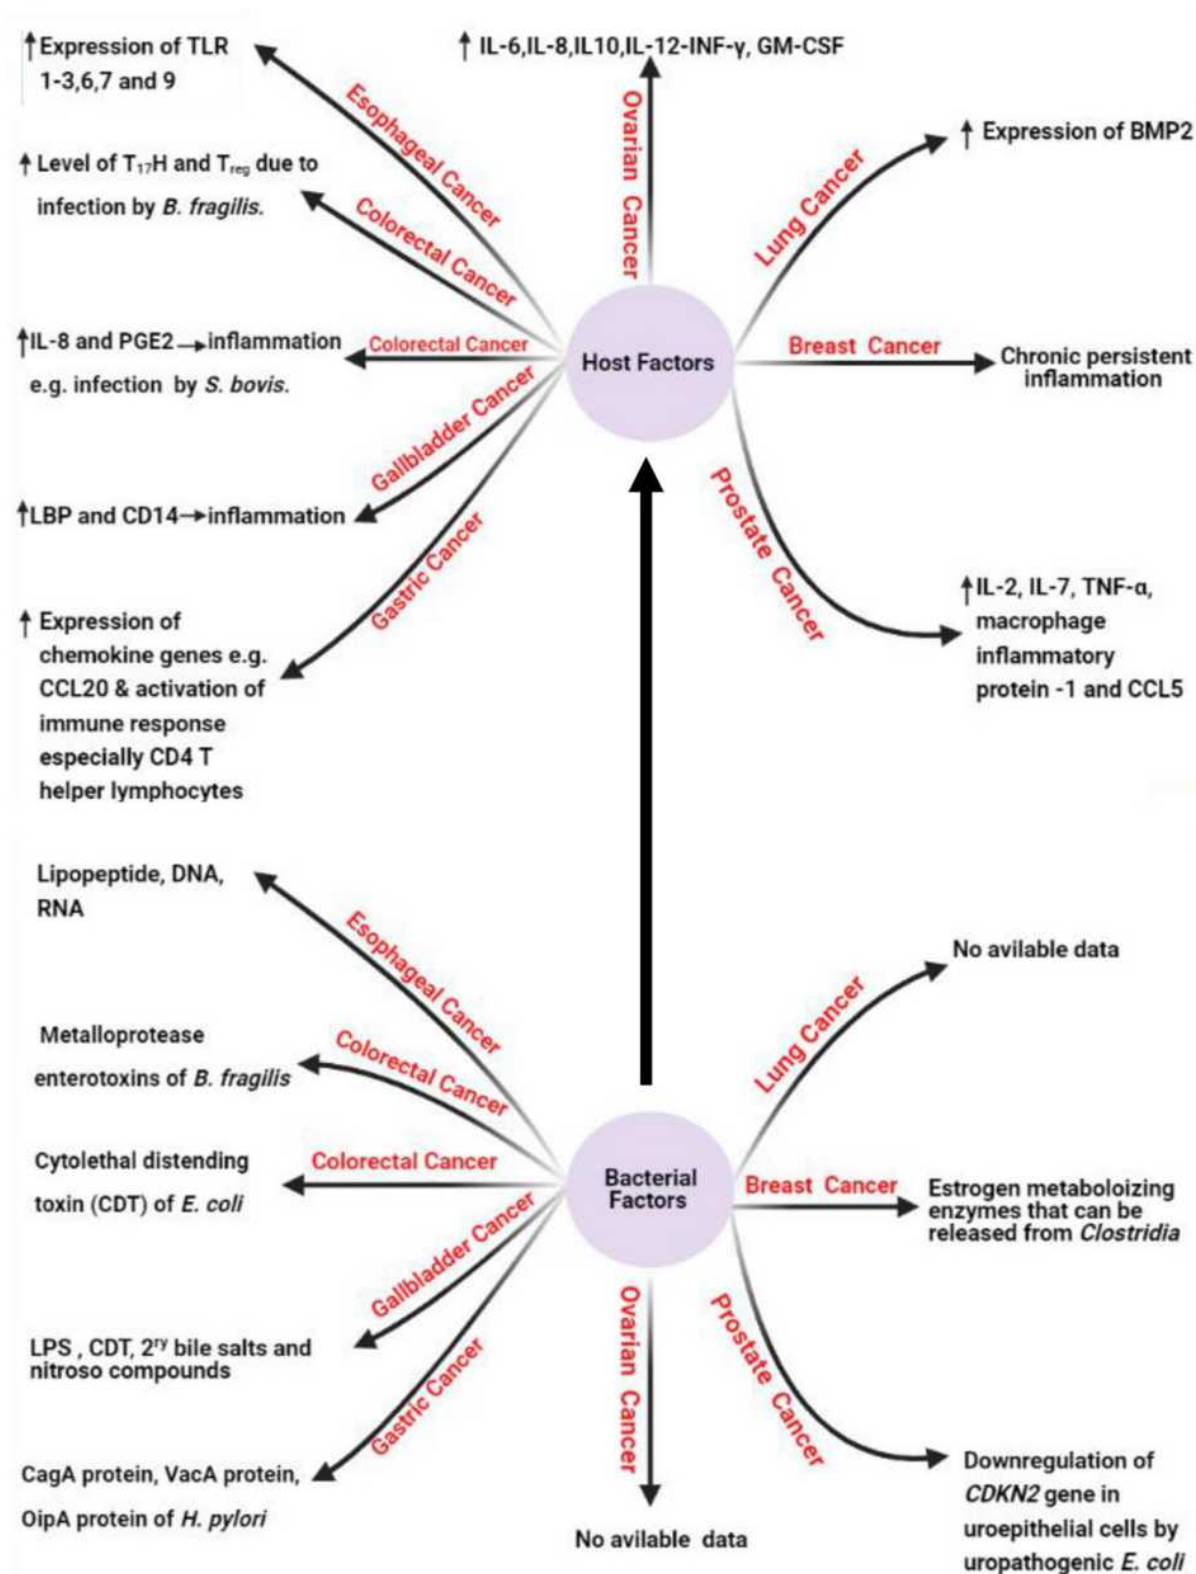 ↑ Expression of TLR
1-3,6,7 and 9
Esophageal Cancer
↑ IL-6,IL-8,IL10,IL-12-INF-γ, GM-CSF
Ovarian Cancer
Lung Cancer
↑ Expression of BMP2
↑ Level of T₁₇H and Treg due to
infection by B. fragilis.
Colorectal Cancer
↑IL-8 and PGE2→inflammation
e.g. infection by S. bovis.
Colorectal Cancer
Host Factors
Breast Cancer
Chronic persistent
inflammation
Gallbladder Cancer
↑LBP and CD14→inflammation
Gastric Cancer
↑ Expression of
chemokine genes e.g.
CCL20 & activation of
immune response
especially CD4 T
helper lymphocytes
Prostate Cancer
↑IL-2, IL-7, TNF-α,
macrophage
inflammatory
protein -1 and CCL5
Lipopeptide, DNA,
RNA
Esophageal Cancer
Lung Cancer
No avilable data
Metalloprotease
enterotoxins of B. fragilis
Colorectal Cancer
Cytolethal distending
toxin (CDT) of E. coli
Colorectal Cancer
Bacterial
Factors
Breast Cancer
Estrogen metaboloizing
enzymes that can be
released from Clostridia
Gallbladder Cancer
LPS , CDT, 2ʳʸ bile salts and
nitroso compounds
Gastric Cancer
CagA protein, VacA protein,
OipA protein of H. pylori
Ovarian Cancer
No avilable data
Prostate Cancer
Downregulation of
CDKN2 gene in
uroepithelial cells by
uropathogenic E. coli